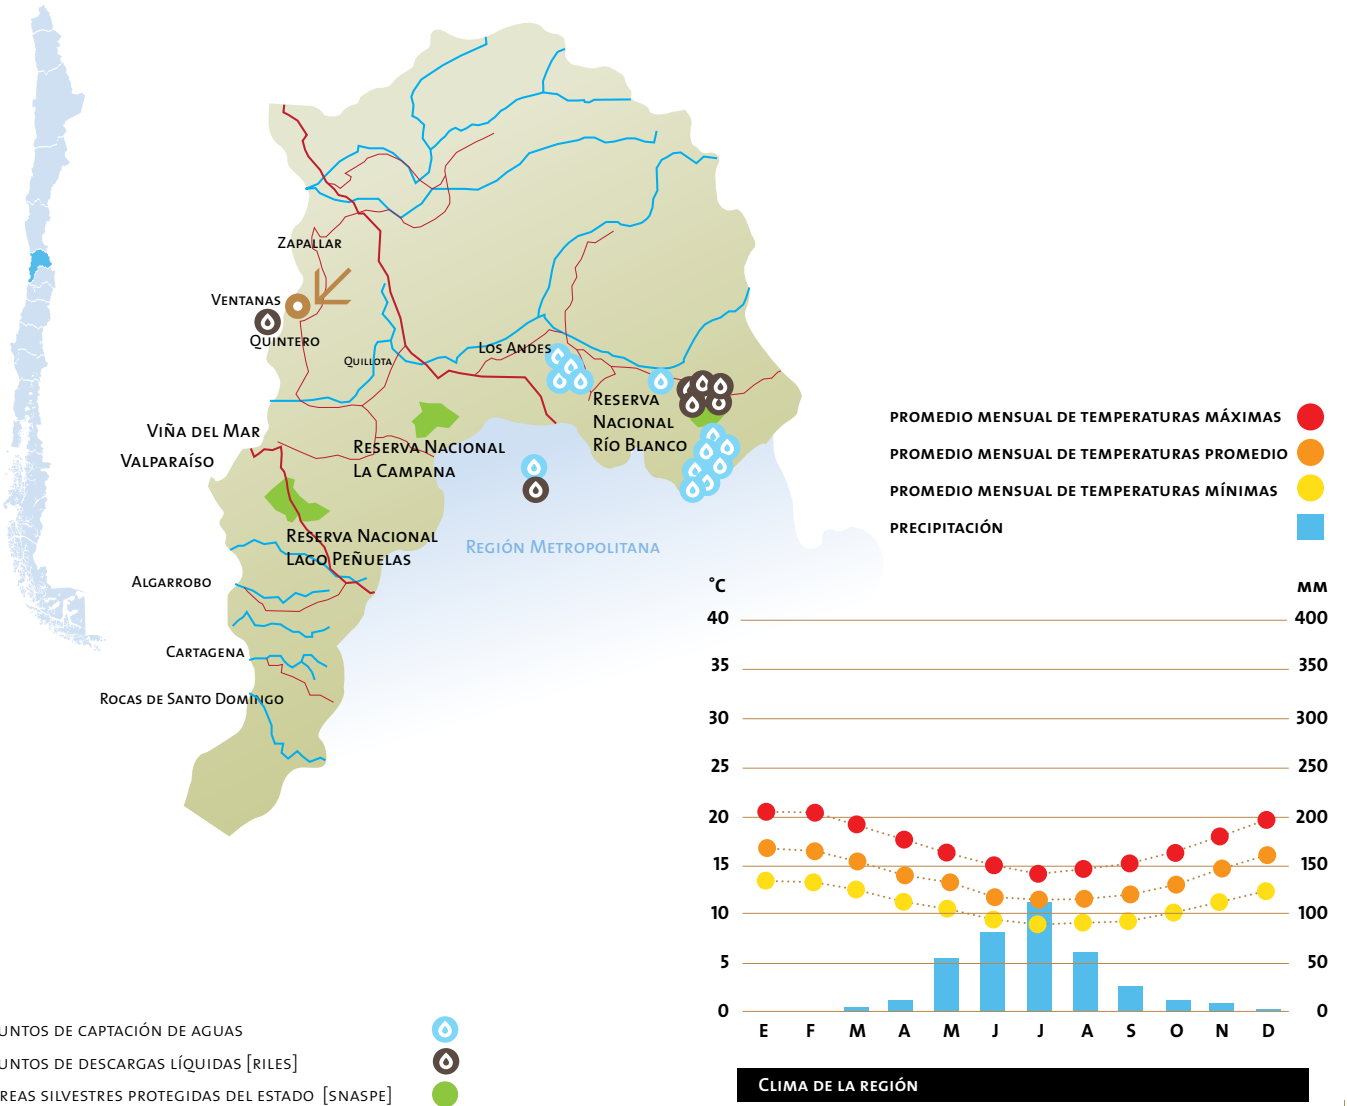 Zapallar
Ventanas
Quintero
Quillota
Los Andes
Reserva
Nacional
Río Blanco
Viña del Mar
Valparaíso
Reserva Nacional
La Campana
Reserva Nacional
Lago Peñuelas
Región Metropolitana
Algarrobo
Cartagena
Rocas de Santo Domingo
promedio mensual de temperaturas máximas
promedio mensual de temperaturas promedio
promedio mensual de temperaturas mínimas
precipitación
°C mm
40 400
35 350
30 300
25 250
20 200
15 150
10 100
5 50
0 0
E F M A M J J A S O N D
Clima de la región
untos de captación de aguas
untos de descargas líquidas [riles]
reas silvestres protegidas del estado [snaspe]